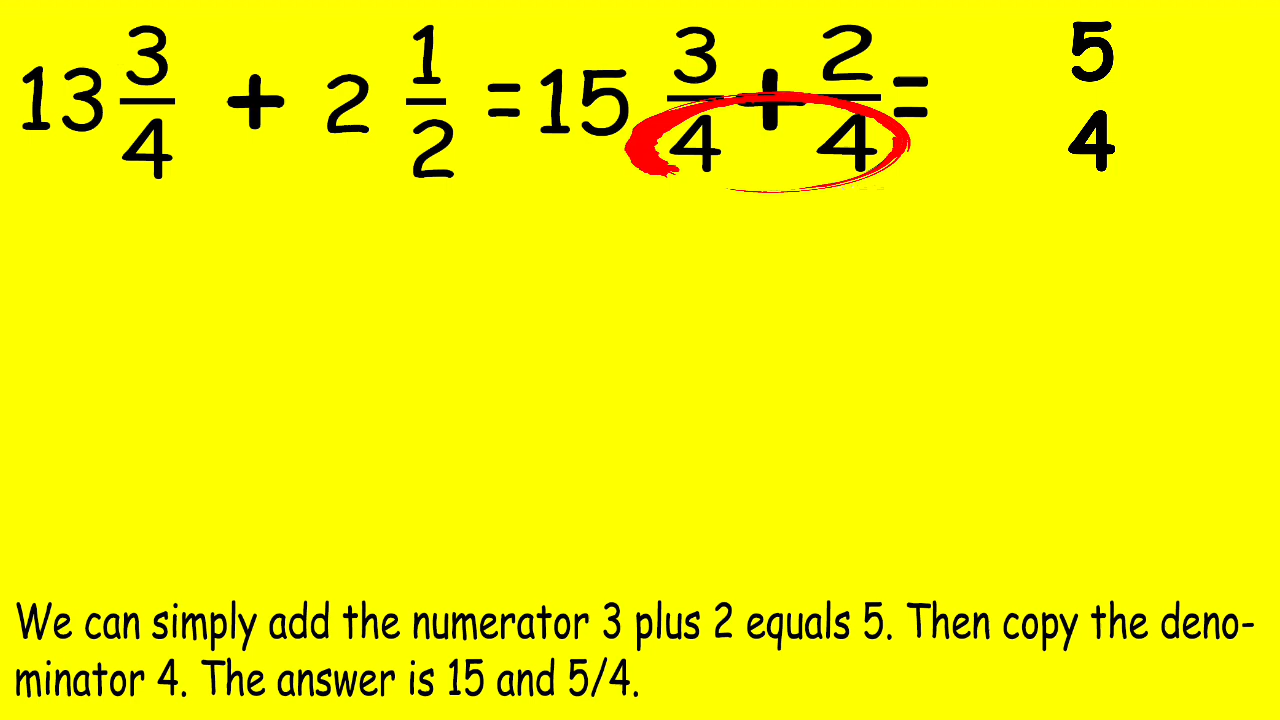 13 3/4 + 2 1/2 = 15 3/4 + 2/4 = 5 4
We can simply add the numerator 3 plus 2 equals 5. Then copy the deno-
minator 4. The answer is 15 and 5/4.